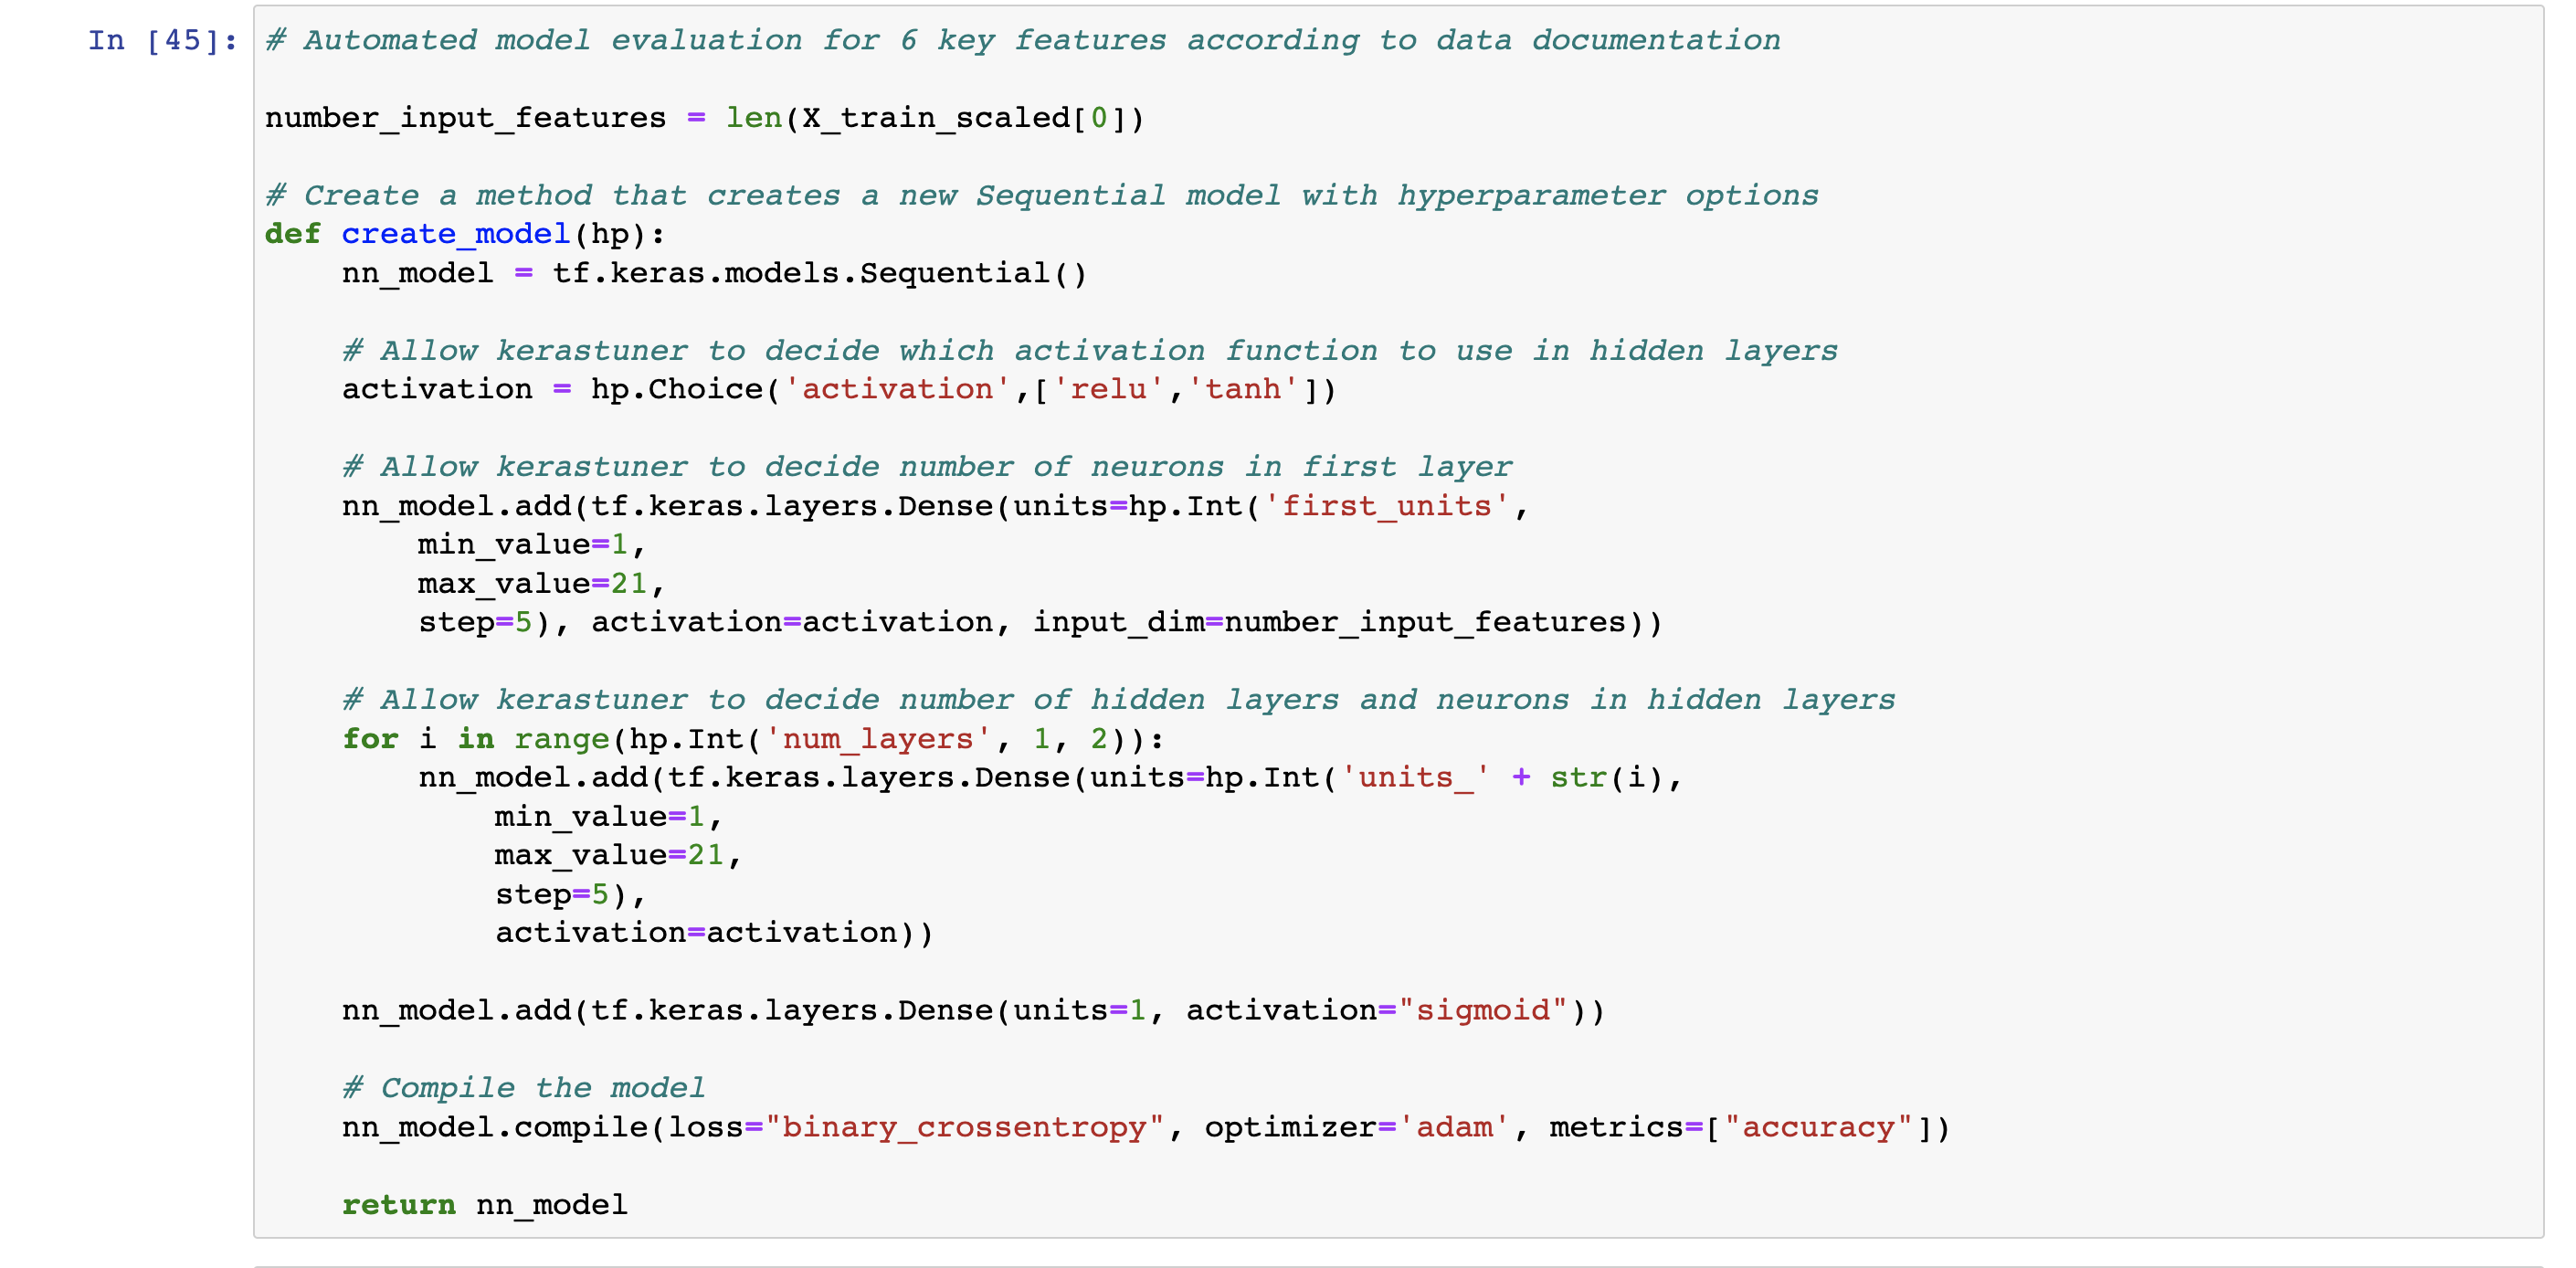 In [45]: # Automated model evaluation for 6 key features according to data documentation

number_input_features = len(X_train_scaled[0])

# Create a method that creates a new Sequential model with hyperparameter options
def create_model(hp):
    nn_model = tf.keras.models.Sequential()

    # Allow kerastuner to decide which activation function to use in hidden layers
    activation = hp.Choice('activation',['relu','tanh'])

    # Allow kerastuner to decide number of neurons in first layer
    nn_model.add(tf.keras.layers.Dense(units=hp.Int('first_units',
        min_value=1,
        max_value=21,
        step=5), activation=activation, input_dim=number_input_features))

    # Allow kerastuner to decide number of hidden layers and neurons in hidden layers
    for i in range(hp.Int('num_layers', 1, 2)):
        nn_model.add(tf.keras.layers.Dense(units=hp.Int('units_' + str(i),
            min_value=1,
            max_value=21,
            step=5),
            activation=activation))

    nn_model.add(tf.keras.layers.Dense(units=1, activation="sigmoid"))

    # Compile the model
    nn_model.compile(loss="binary_crossentropy", optimizer='adam', metrics=["accuracy"])

    return nn_model